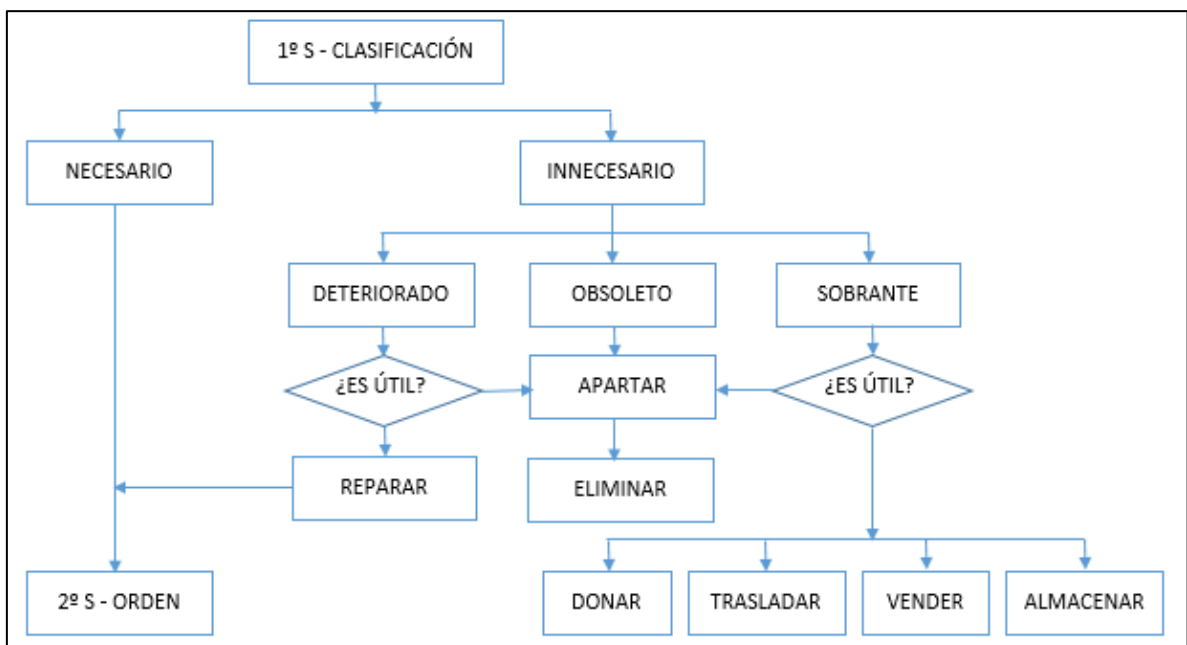 1º S - CLASIFICACIÓN
NECESARIO
INNECESARIO
DETERIORADO
OBSOLETO
SOBRANTE
¿ES ÚTIL?
APARTAR
¿ES ÚTIL?
REPARAR
ELIMINAR
2º S - ORDEN
DONAR
TRASLADAR
VENDER
ALMACENAR